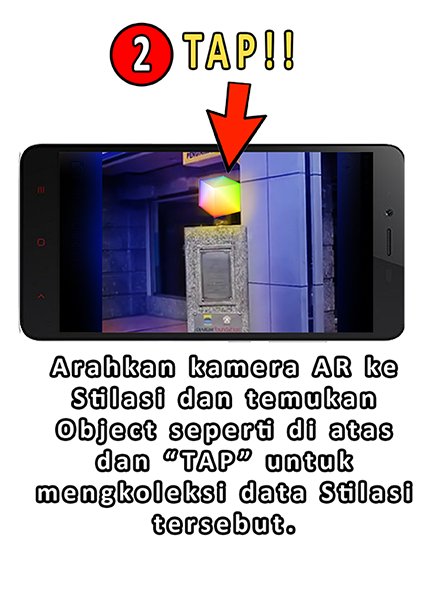 2 TAP!!
Arahkan kamera AR ke
Stilasi dan temukan
Object seperti di atas
dan “TAP” untuk
mengkoleksi data Stilasi
tersebut.